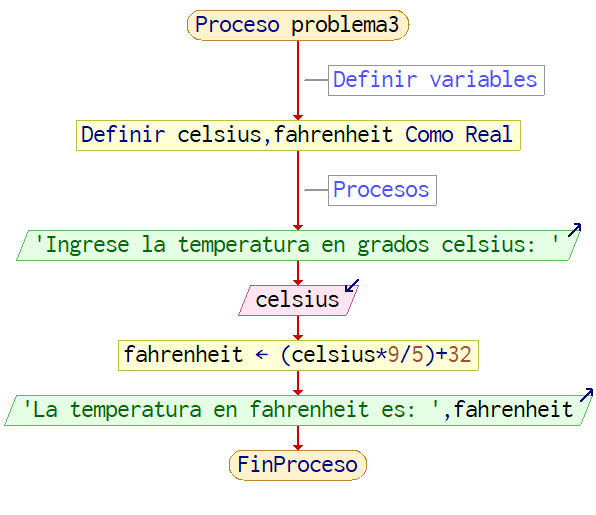 Proceso problema3
Definir variables
Definir celsius,fahrenheit Como Real
Procesos
'Ingrese la temperatura en grados celsius: '
celsius
fahrenheit ← (celsius*9/5)+32
'La temperatura en fahrenheit es: ',fahrenheit
FinProceso